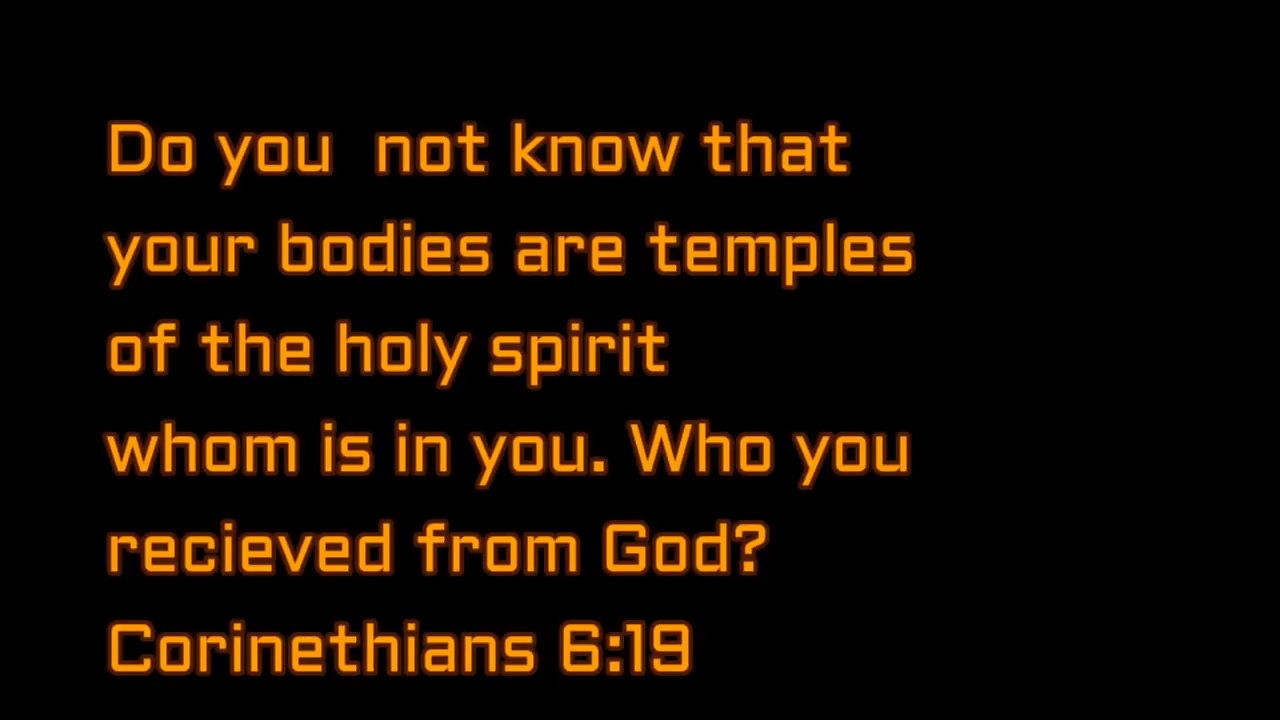 Do you  not know that
your bodies are temples
of the holy spirit
whom is in you. Who you
recieved from God?
Corinethians 6:19